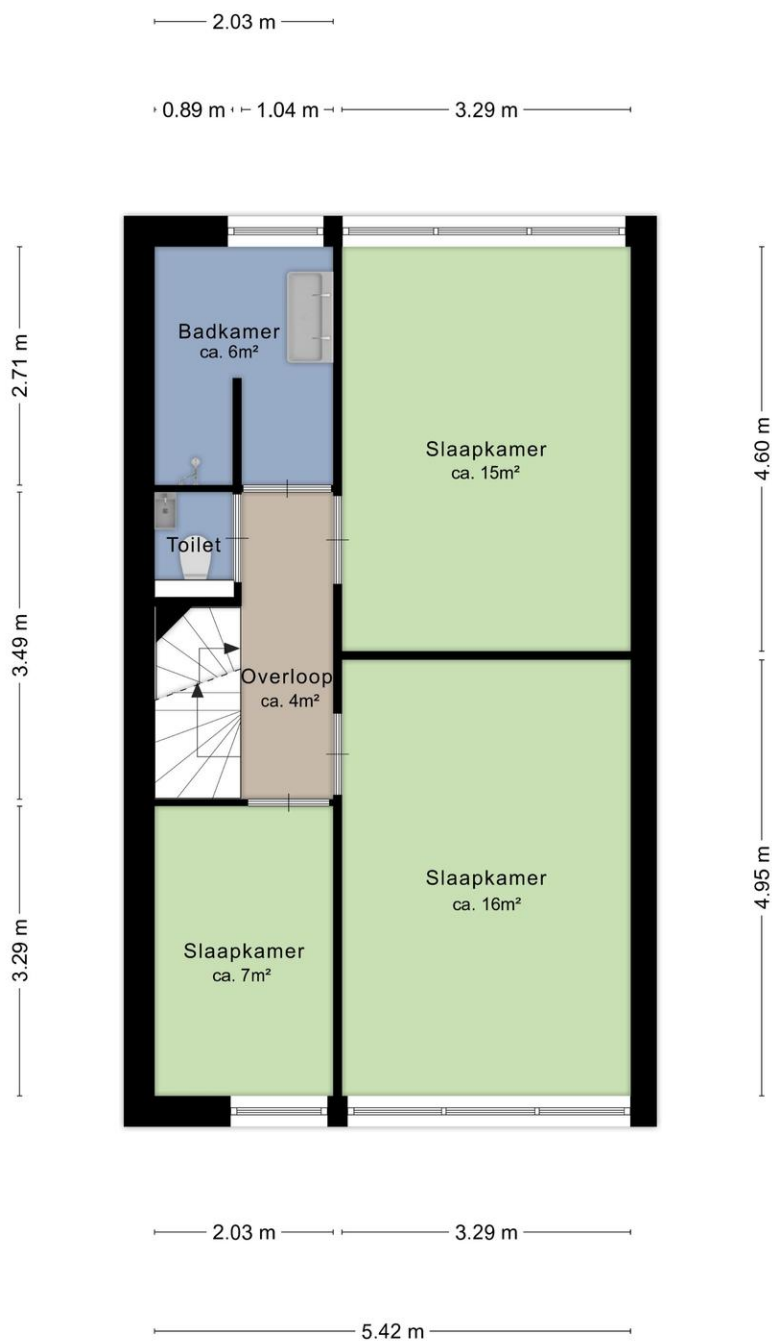 2.03 m
0.89 m
1.04 m
3.29 m
2.71 m
Badkamer
ca. 6m²
Slaapkamer
ca. 15m²
4.60 m
Toilet
3.49 m
Overloop
ca. 4m²
Slaapkamer
ca. 16m²
4.95 m
3.29 m
Slaapkamer
ca. 7m²
2.03 m
3.29 m
5.42 m